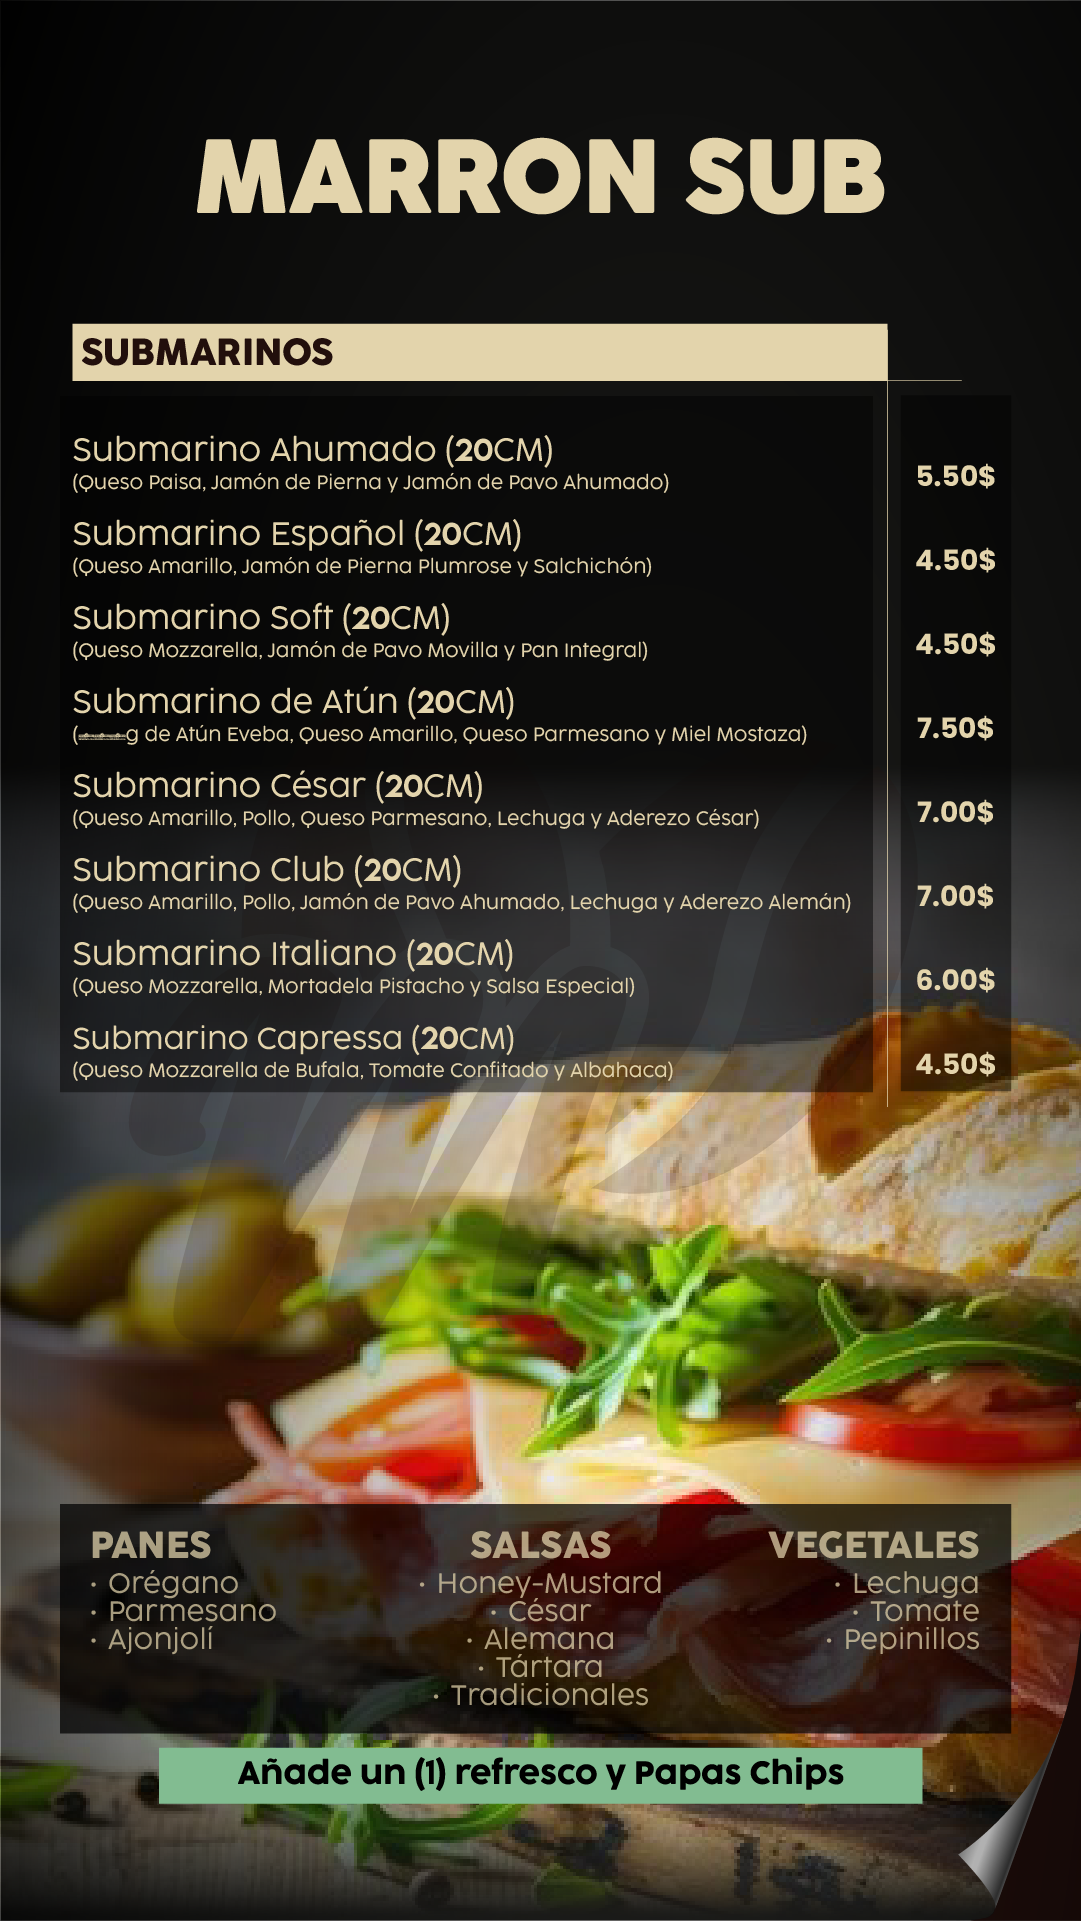 MARRON SUB
SUBMARINOS
Submarino Ahumado (20CM)
(Queso Paisa, Jamón de Pierna y Jamón de Pavo Ahumado)
5.50$
Submarino Español (20CM)
(Queso Amarillo, Jamón de Pierna Plumrose y Salchichón)
4.50$
Submarino Soft (20CM)
(Queso Mozzarella, Jamón de Pavo Movilla y Pan Integral)
4.50$
Submarino de Atún (20CM)
(g de Atún Eveba, Queso Amarillo, Queso Parmesano y Miel Mostaza)
7.50$
Submarino César (20CM)
(Queso Amarillo, Pollo, Queso Parmesano, Lechuga y Aderezo César)
7.00$
Submarino Club (20CM)
(Queso Amarillo, Pollo, Jamón de Pavo Ahumado, Lechuga y Aderezo Alemán)
7.00$
Submarino Italiano (20CM)
(Queso Mozzarella, Mortadela Pistacho y Salsa Especial)
6.00$
Submarino Capressa (20CM)
(Queso Mozzarella de Bufala, Tomate Confitado y Albahaca)
4.50$
PANES
• Orégano
• Parmesano
• Ajonjolí
SALSAS
• Honey-Mustard
• César
• Alemana
• Tártara
• Tradicionales
VEGETALES
• Lechuga
• Tomate
• Pepinillos
Añade un (1) refresco y Papas Chips